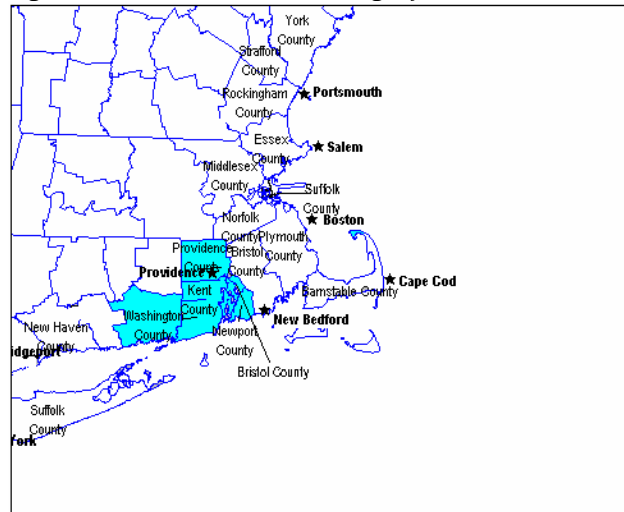 York
County
Strafford
County
Rockingham
County
Portsmouth
Essex
County
Salem
Middlesex
County
Suffolk
County
Norfolk
County
Boston
Plymouth
County
Providence
County
Bristol
County
Providence
Cape Cod
Barnstable County
Kent
County
Washington
County
New Bedford
Newport
County
New Haven
County
idgeport
Bristol County
Suffolk
County
York